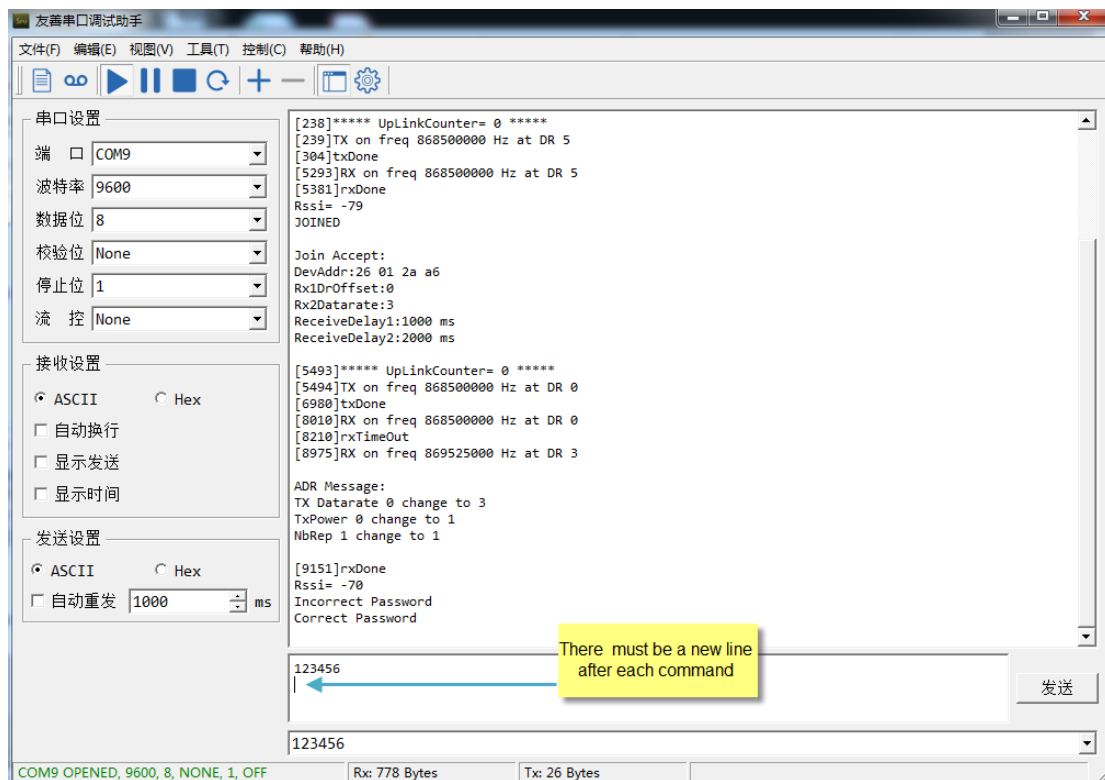 友善串口调试助手
文件(F) 编辑(E) 视图(V) 工具(T) 控制(C) 帮助(H)
串口设置
端 口 COM9
波特率 9600
数据位 8
校验位 None
停止位 1
流 控 None
接收设置
ASCII Hex
自动换行
显示发送
显示时间
发送设置
ASCII Hex
自动重发 1000 ms
[238]***** UpLinkCounter= 0 *****
[239]TX on freq 868500000 Hz at DR 5
[304]txDone
[5293]RX on freq 868500000 Hz at DR 5
[5381]rxDone
Rssi= -79
JOINED
Join Accept:
DevAddr:26 01 2a a6
Rx1DrOffset:0
Rx2Datarate:3
ReceiveDelay1:1000 ms
ReceiveDelay2:2000 ms
[5493]***** UpLinkCounter= 0 *****
[5494]TX on freq 868500000 Hz at DR 0
[6980]txDone
[8010]RX on freq 868500000 Hz at DR 0
[8210]rxTimeOut
[8975]RX on freq 869525000 Hz at DR 3
ADR Message:
TX Datarate 0 change to 3
TxPower 0 change to 1
NbRep 1 change to 1
[9151]rxDone
Rssi= -70
Incorrect Password
Correct Password
There must be a new line
after each command
123456
发送
123456
COM9 OPENED, 9600, 8, NONE, 1, OFF Rx: 778 Bytes Tx: 26 Bytes